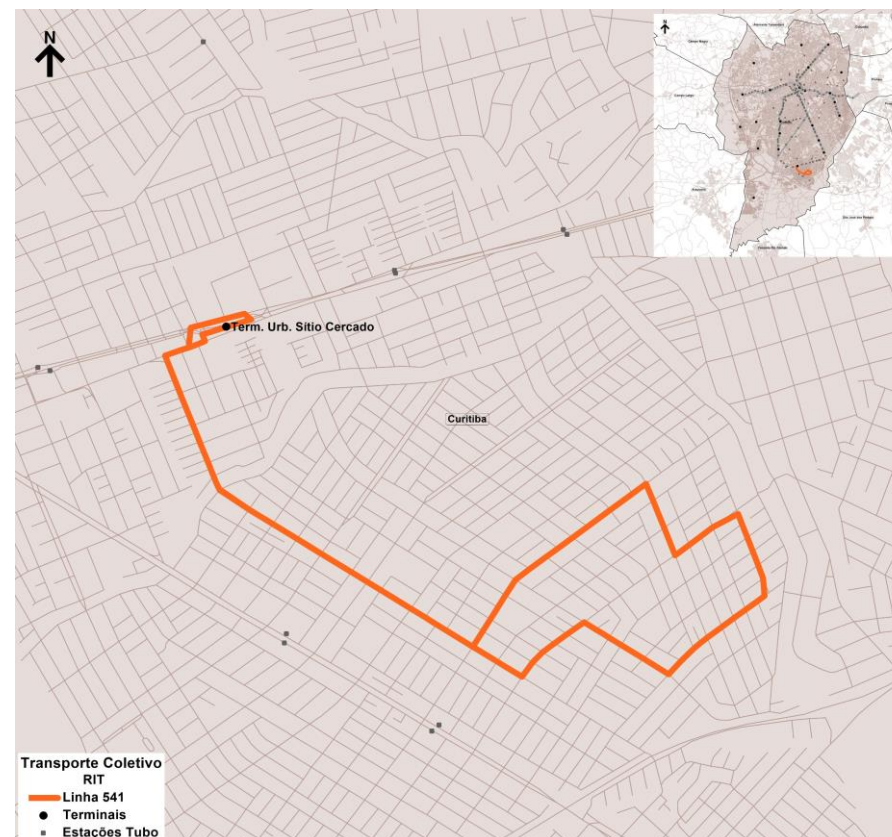 N
N
Term. Urb. Sítio Cercado
Curitiba
Transporte Coletivo
RIT
Linha 541
Terminais
Estações Tubo